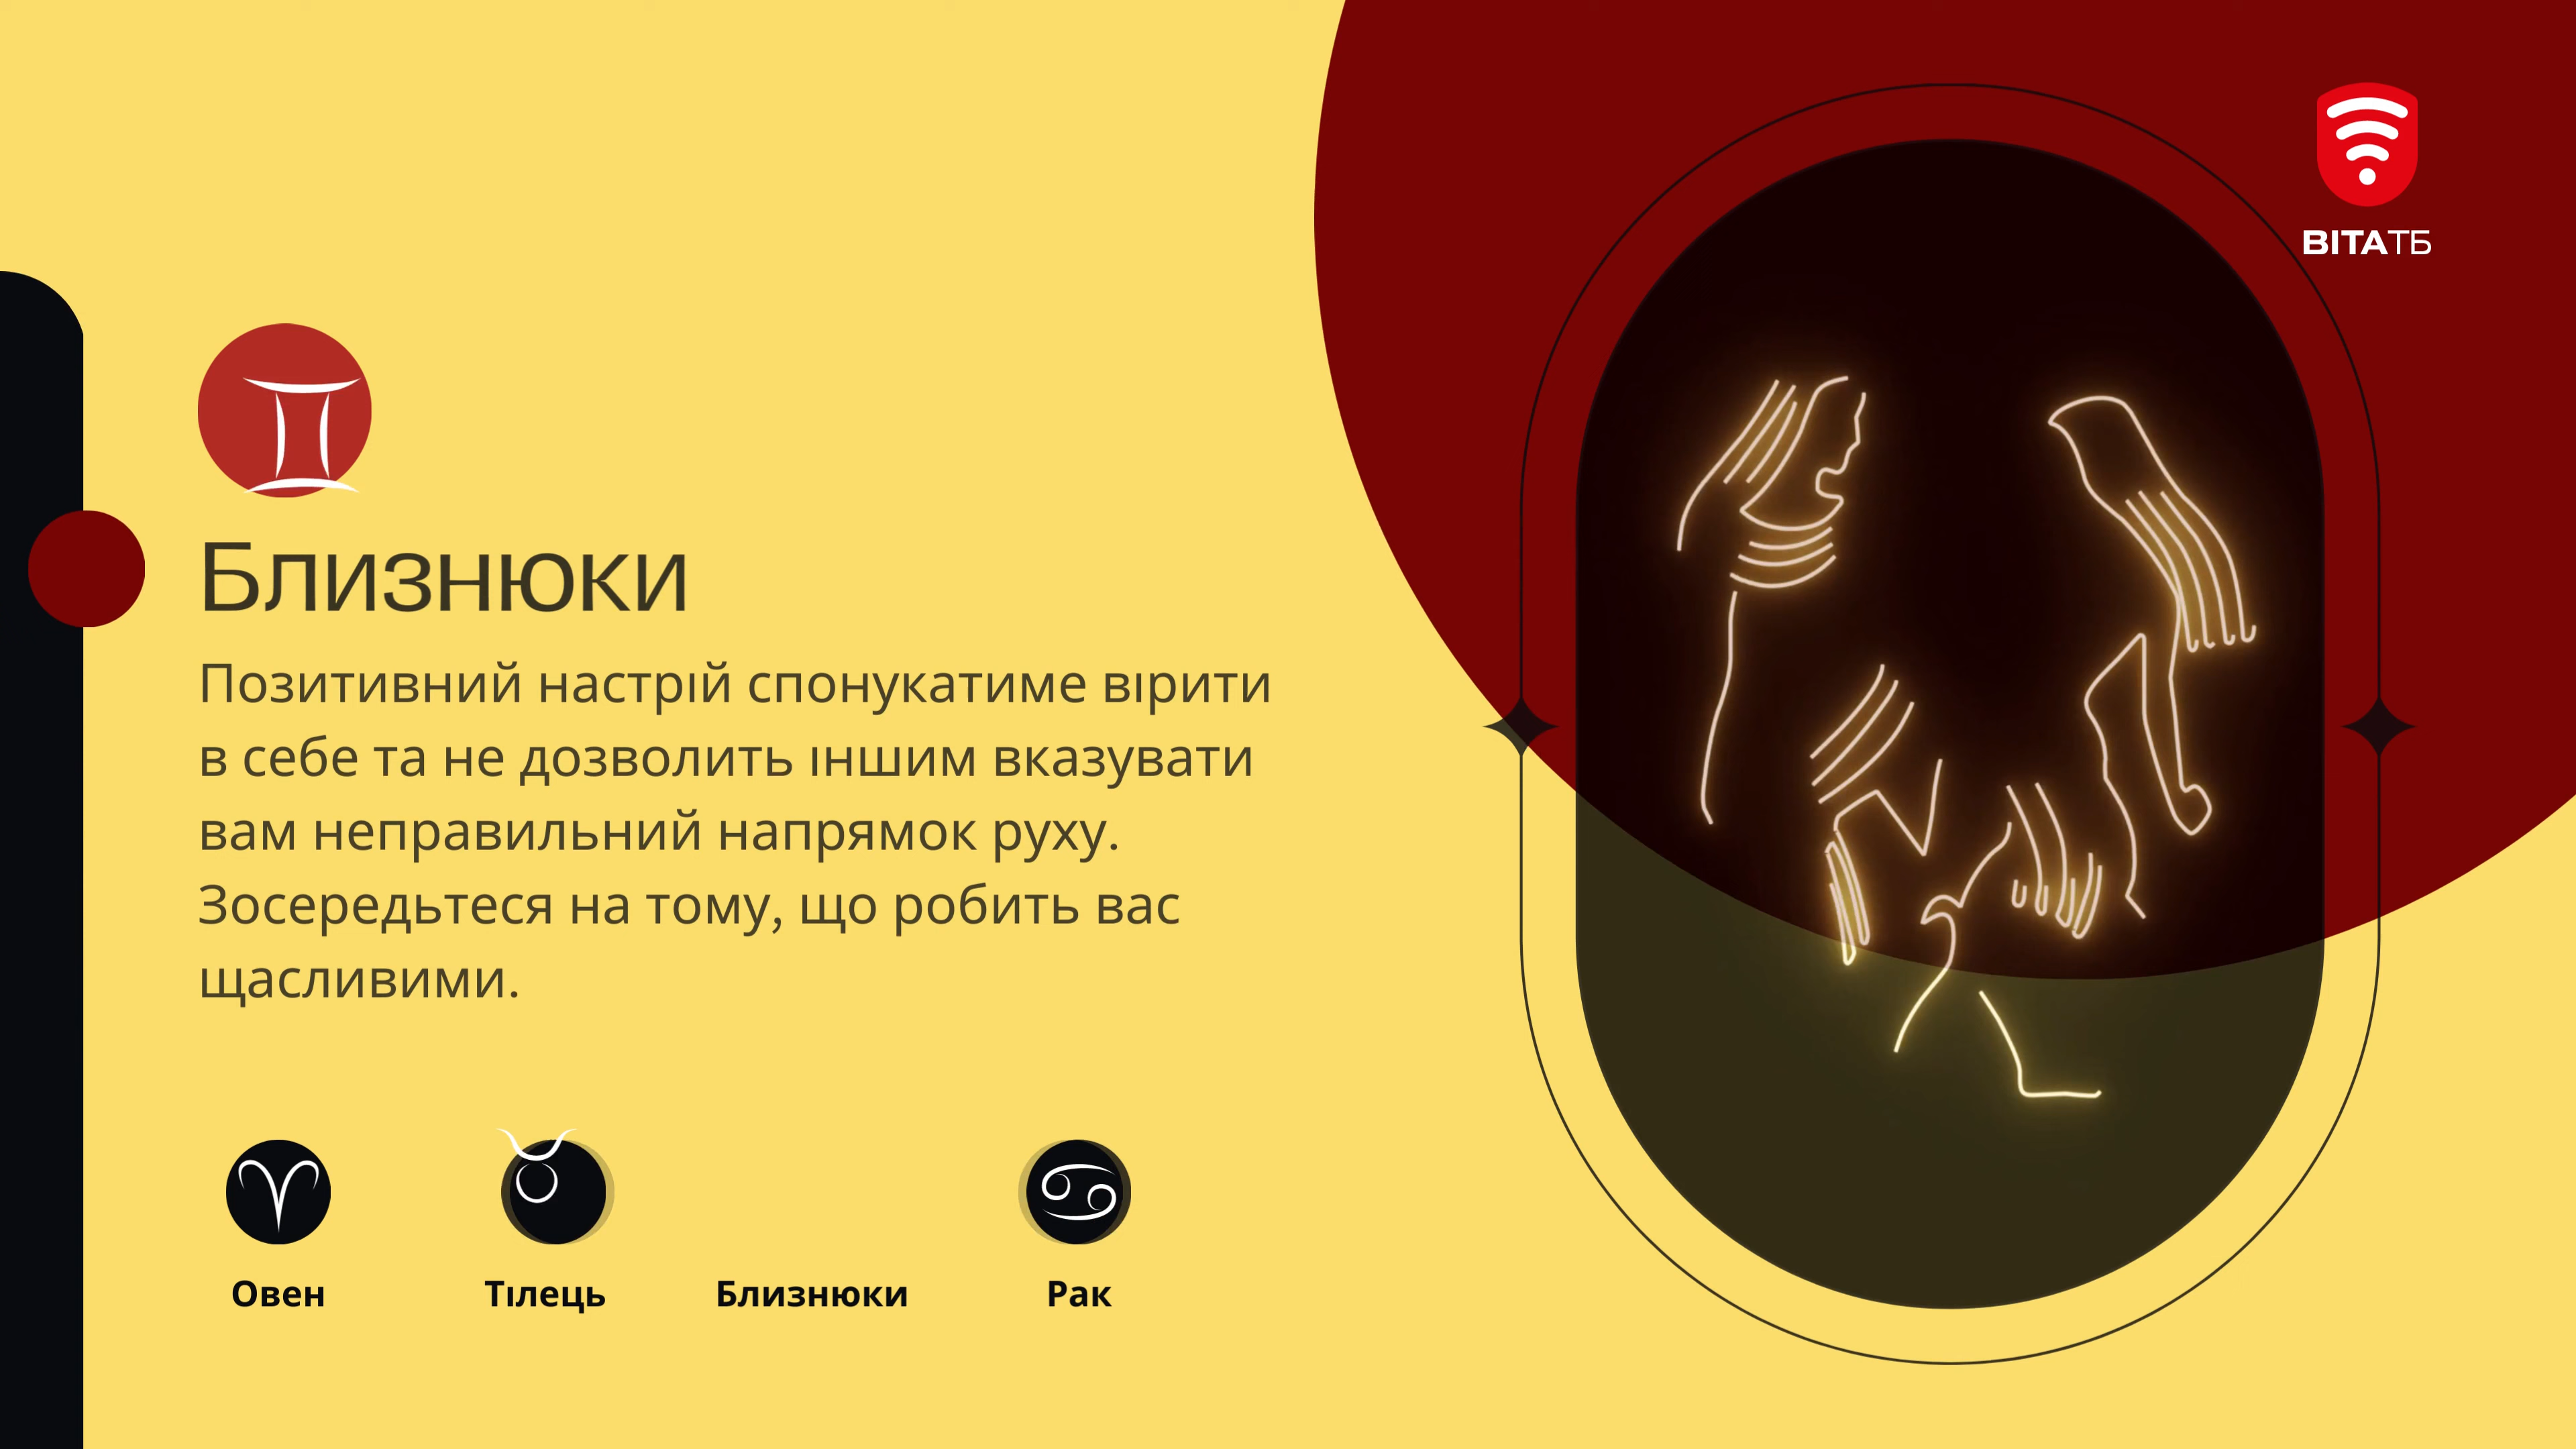 ВІТАТБ
Близнюки
Позитивний настрій спонукатиме вірити
в себе та не дозволить іншим вказувати
вам неправильний напрямок руху.
Зосередьтеся на тому, що робить вас
щасливими.
Овен
Тілець
Близнюки
Рак